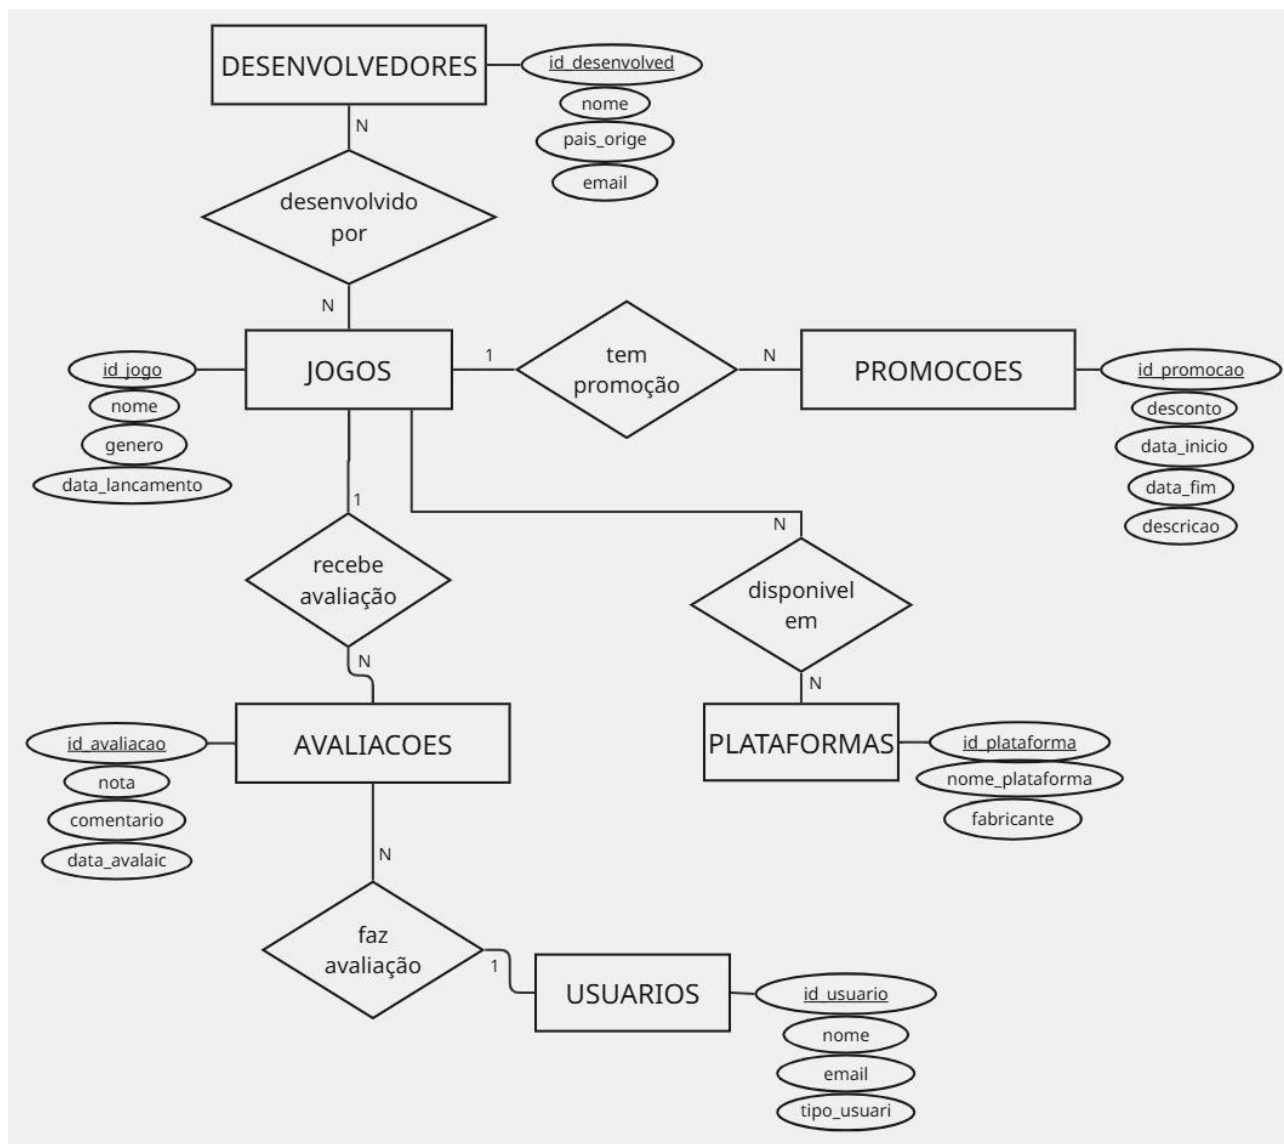 DESENVOLVEDORES
id_desenvolved
nome
pais_orige
email
N
desenvolvido
por
N
JOGOS
id_jogo
nome
genero
data_lancamento
1
tem
promoção
N
PROMOCOES
id_promocao
desconto
data_inicio
data_fim
descricao
1
recebe
avaliação
N
N
disponivel
em
N
AVALIACOES
id_avaliacao
nota
comentario
data_avalaic
PLATAFORMAS
id_plataforma
nome_plataforma
fabricante
N
faz
avaliação
1
USUARIOS
id_usuario
nome
email
tipo_usuari